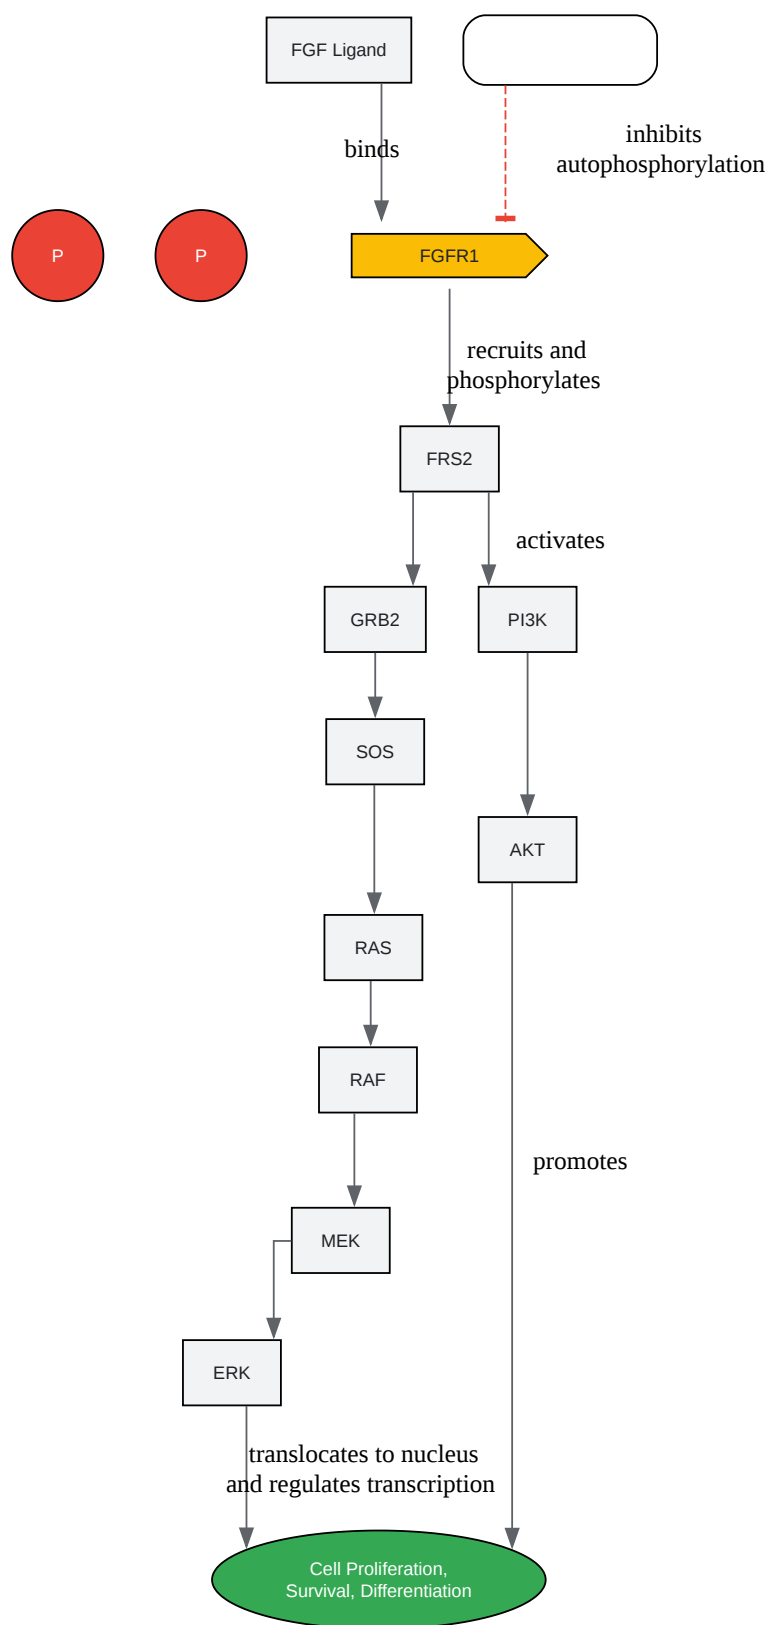 FGF Ligand
binds
inhibits
autophosphorylation
P
P
FGFR1
recruits and
phosphorylates
FRS2
activates
GRB2
PI3K
SOS
AKT
RAS
RAF
promotes
MEK
ERK
translocates to nucleus
and regulates transcription
Cell Proliferation,
Survival, Differentiation